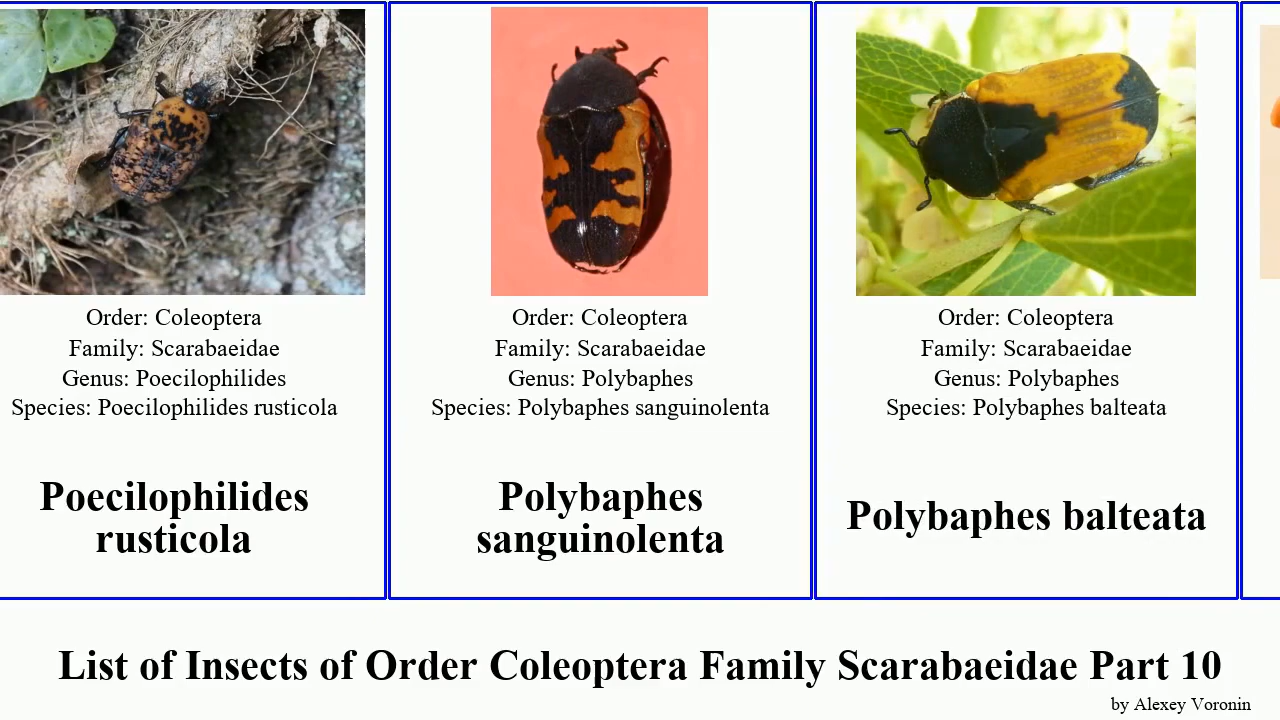 Order: Coleoptera
Family: Scarabaeidae
Genus: Poecilophilides
Species: Poecilophilides rusticola
Poecilophilides
rusticola
Order: Coleoptera
Family: Scarabaeidae
Genus: Polybaphes
Species: Polybaphes sanguinolenta
Polybaphes
sanguinolenta
Order: Coleoptera
Family: Scarabaeidae
Genus: Polybaphes
Species: Polybaphes balteata
Polybaphes balteata
List of Insects of Order Coleoptera Family Scarabaeidae Part 10
by Alexey Voronin